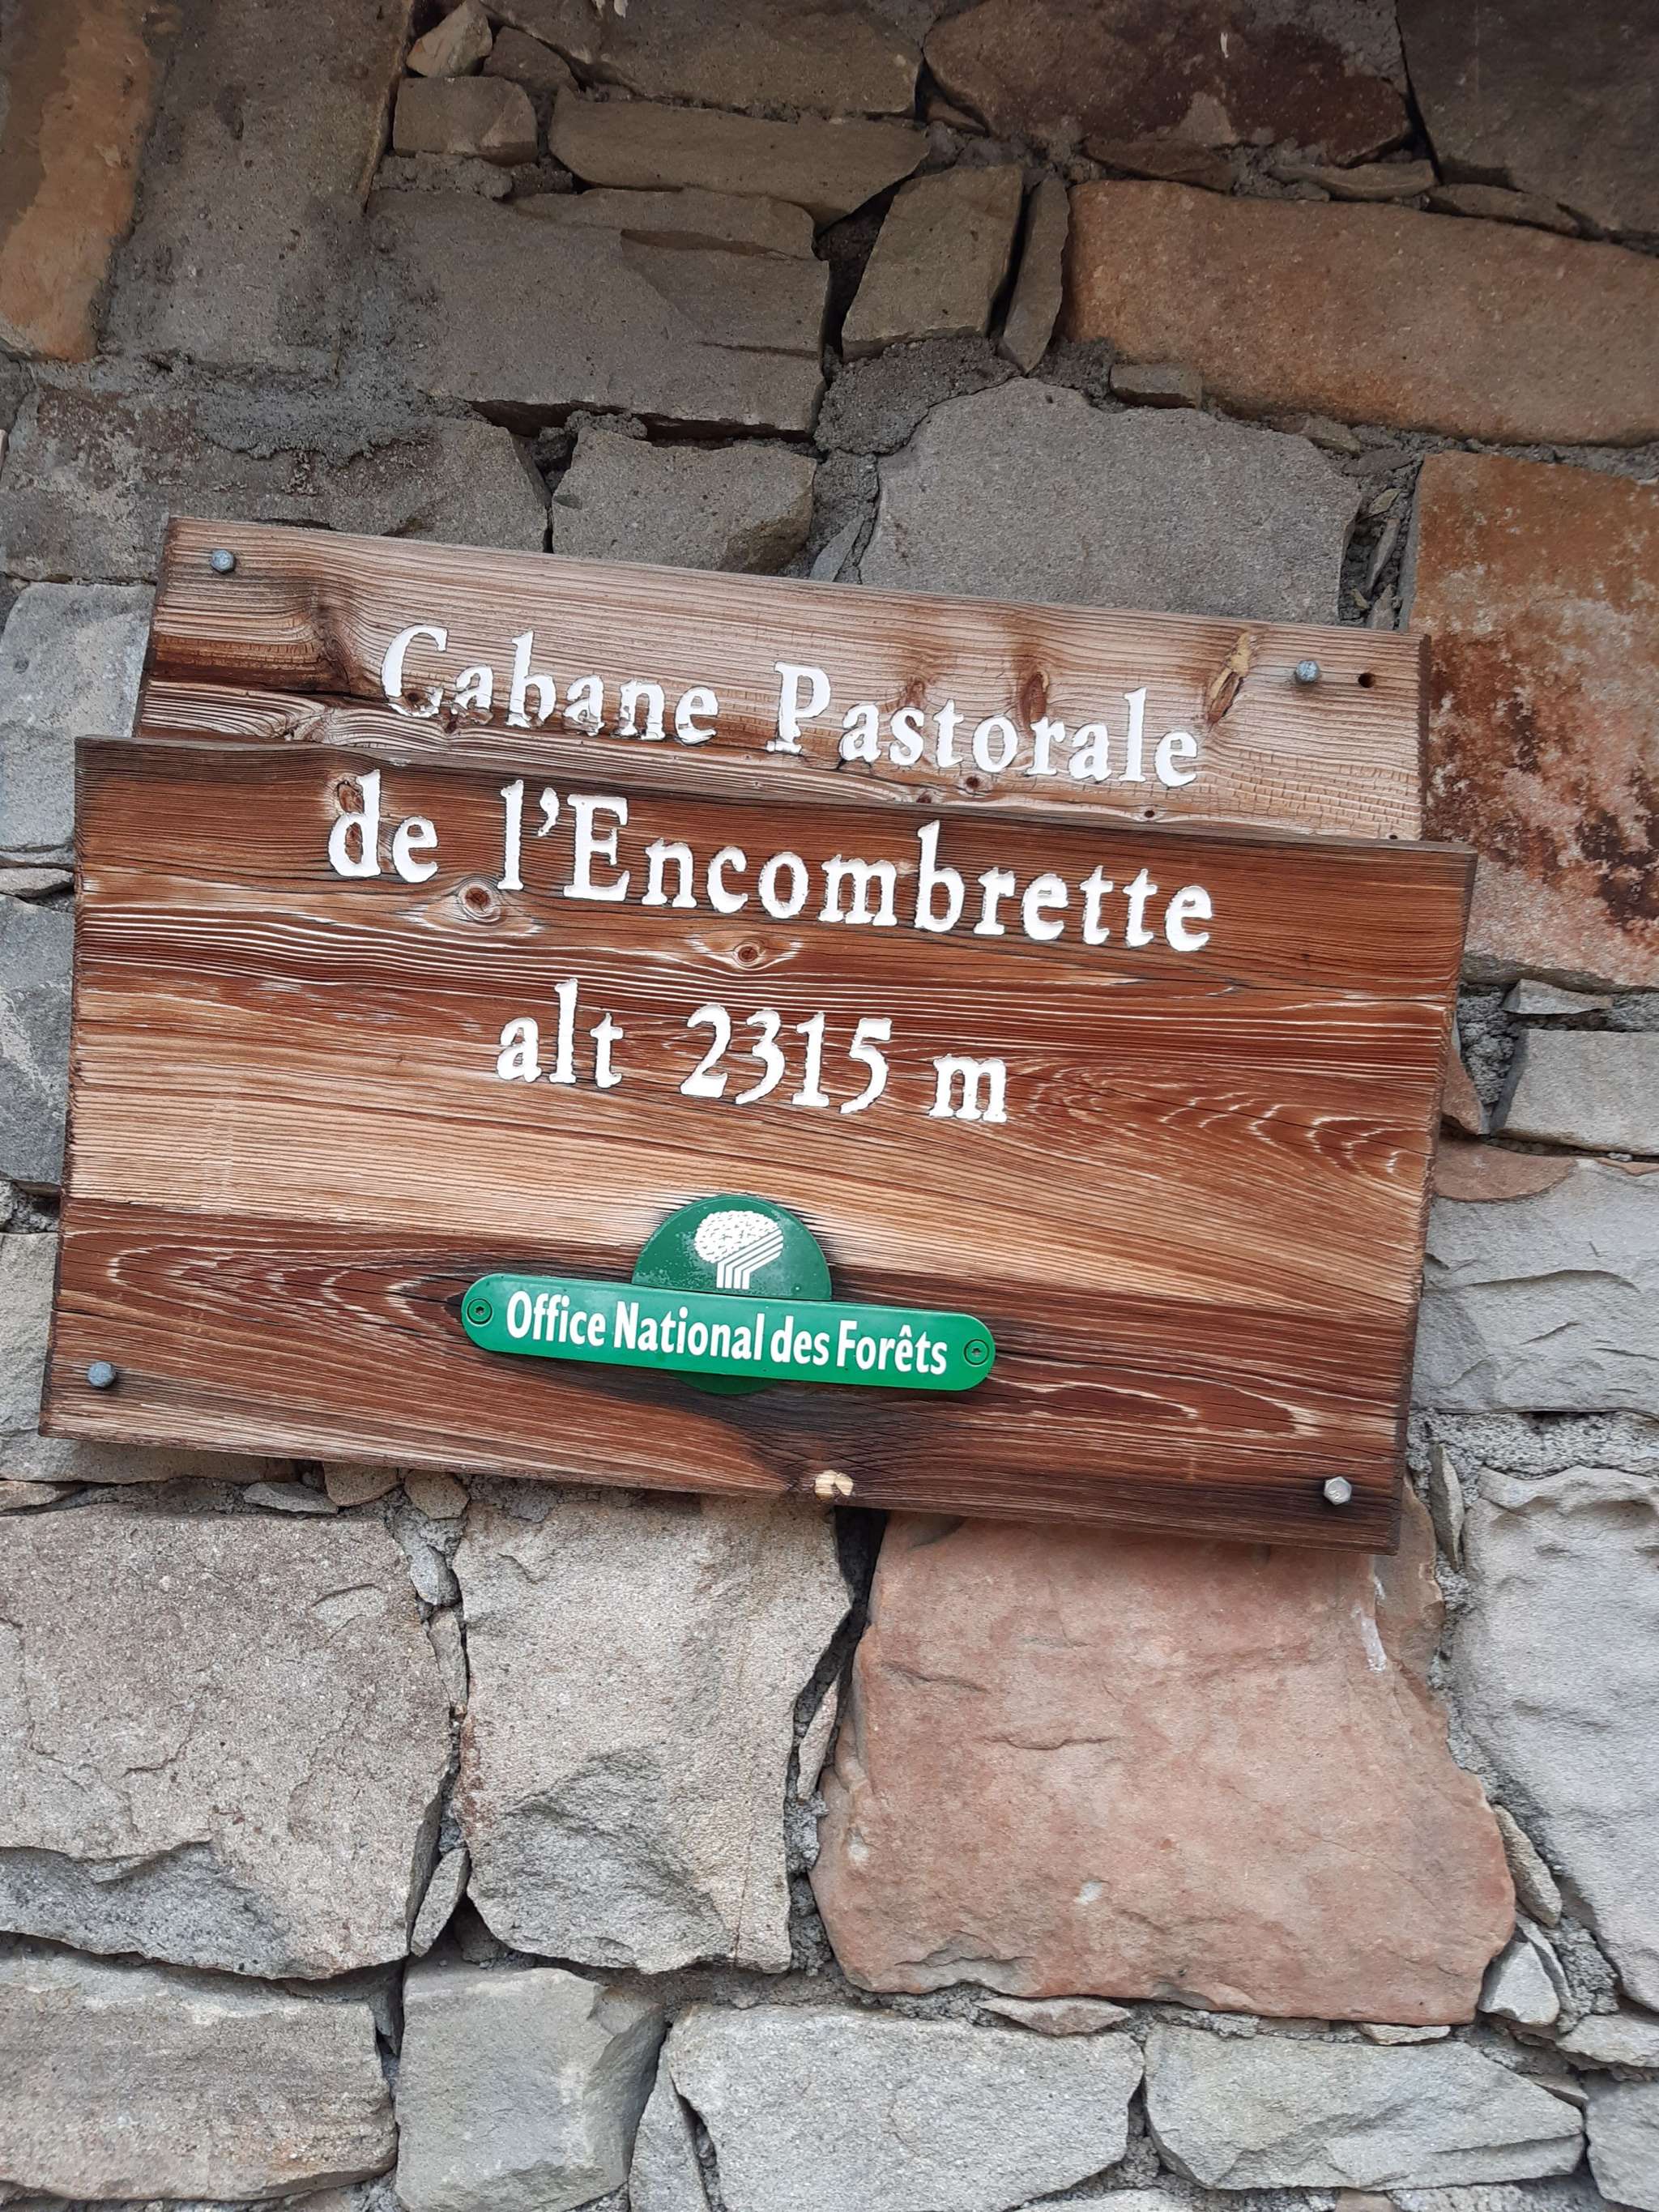 Cabane Pastorale
de l'Encombrette
alt 2315 m
Office National des Forêts